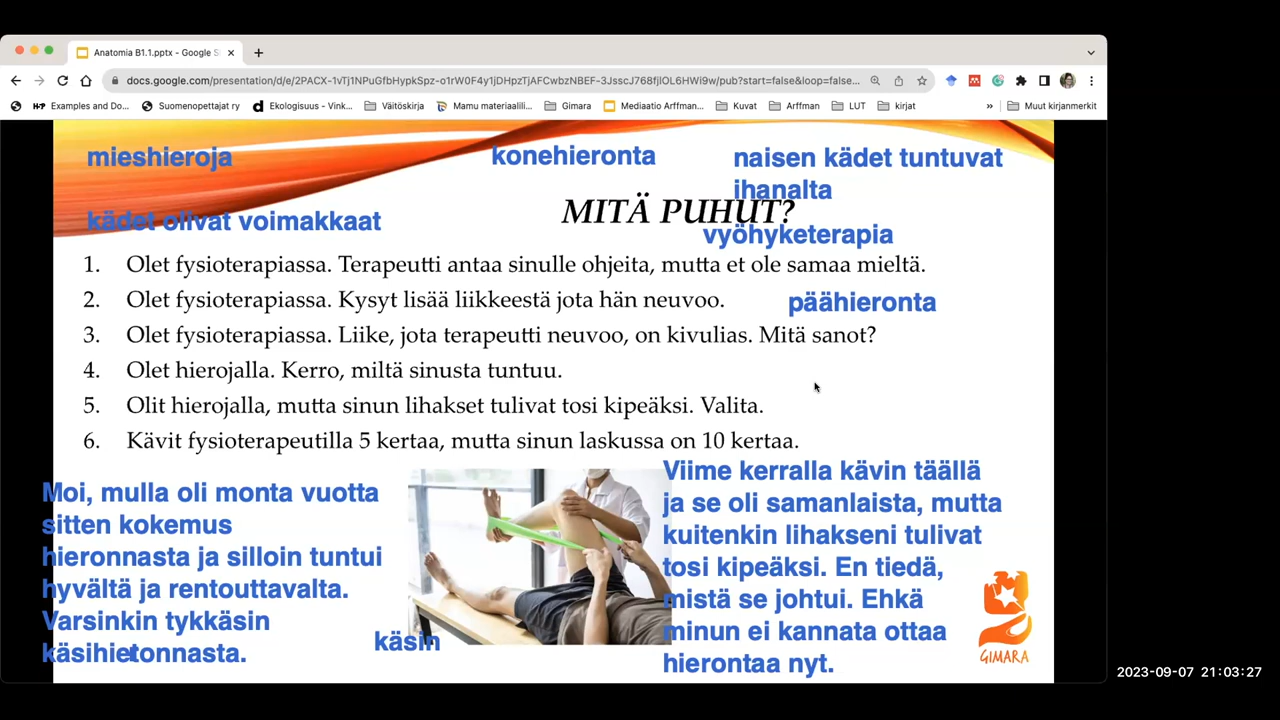 Anatomia B1.1.pptx - Google S
docs.google.com/presentation/d/e/2PACX-1vTj1NPuGfbHypkSpz-o1rW0F4y1jDHpzTjAFCwbzNBEF-3JsscJ768fjlOL6HWi9w/pub?start=false&loop=false...
Examples and Do... Suomenopettajat ry Ekologisuus - Vink... Väitöskirja Mamu materiaalili... Gimara Mediaatio Arffman... Kuvat Arffman LUT kirjat » Muut kirjanmerkit
mieshieroja
konehieronta
naisen kädet tuntuvat
ihanalta
kädet olivat voimakkaat
MITÄ PUHUT?
vyöhyketerapia
1. Olet fysioterapiassa. Terapeutti antaa sinulle ohjeita, mutta et ole samaa mieltä.
2. Olet fysioterapiassa. Kysyt lisää liikkeestä jota hän neuvoo.
päähieronta
3. Olet fysioterapiassa. Liike, jota terapeutti neuvoo, on kivulias. Mitä sanot?
4. Olet hierojalla. Kerro, miltä sinusta tuntuu.
5. Olit hierojalla, mutta sinun lihakset tulivat tosi kipeäksi. Valita.
6. Kävit fysioterapeutilla 5 kertaa, mutta sinun laskussa on 10 kertaa.
Moi, mulla oli monta vuotta
sitten kokemus
hieronnasta ja silloin tuntui
hyvältä ja rentouttavalta.
Varsinkin tykkäsin
käsihietonnasta.
käsin
Viime kerralla kävin täällä
ja se oli samanlaista, mutta
kuitenkin lihakseni tulivat
tosi kipeäksi. En tiedä,
mistä se johtui. Ehkä
minun ei kannata ottaa
hierontaa nyt.
GIMARA
2023-09-07 21:03:27